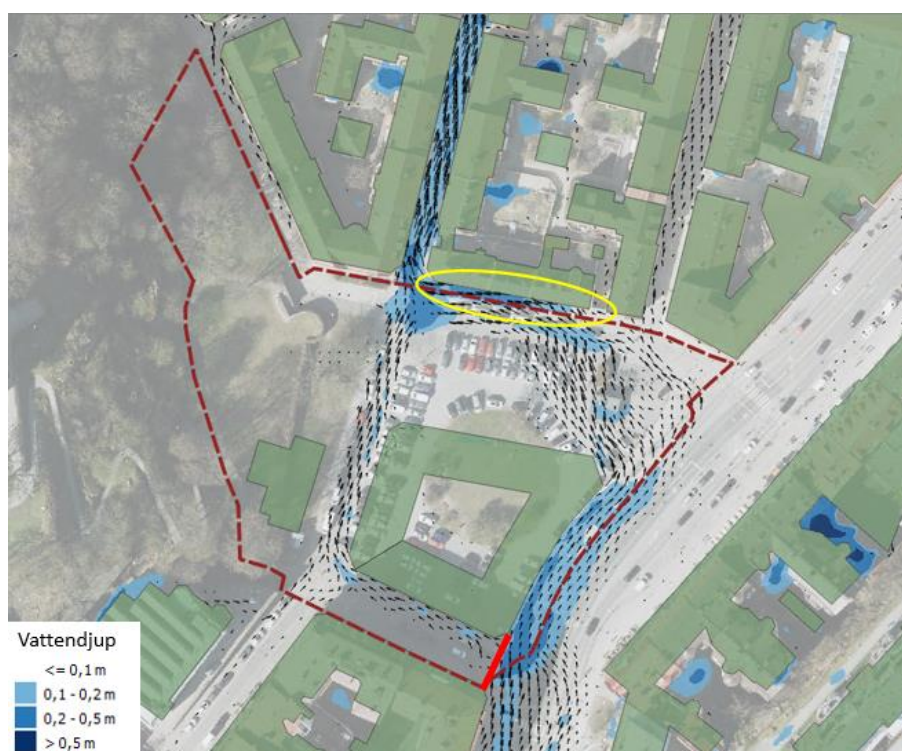 Vattendjup
<= 0,1 m
0,1 - 0,2 m
0,2 - 0,5 m
> 0,5 m